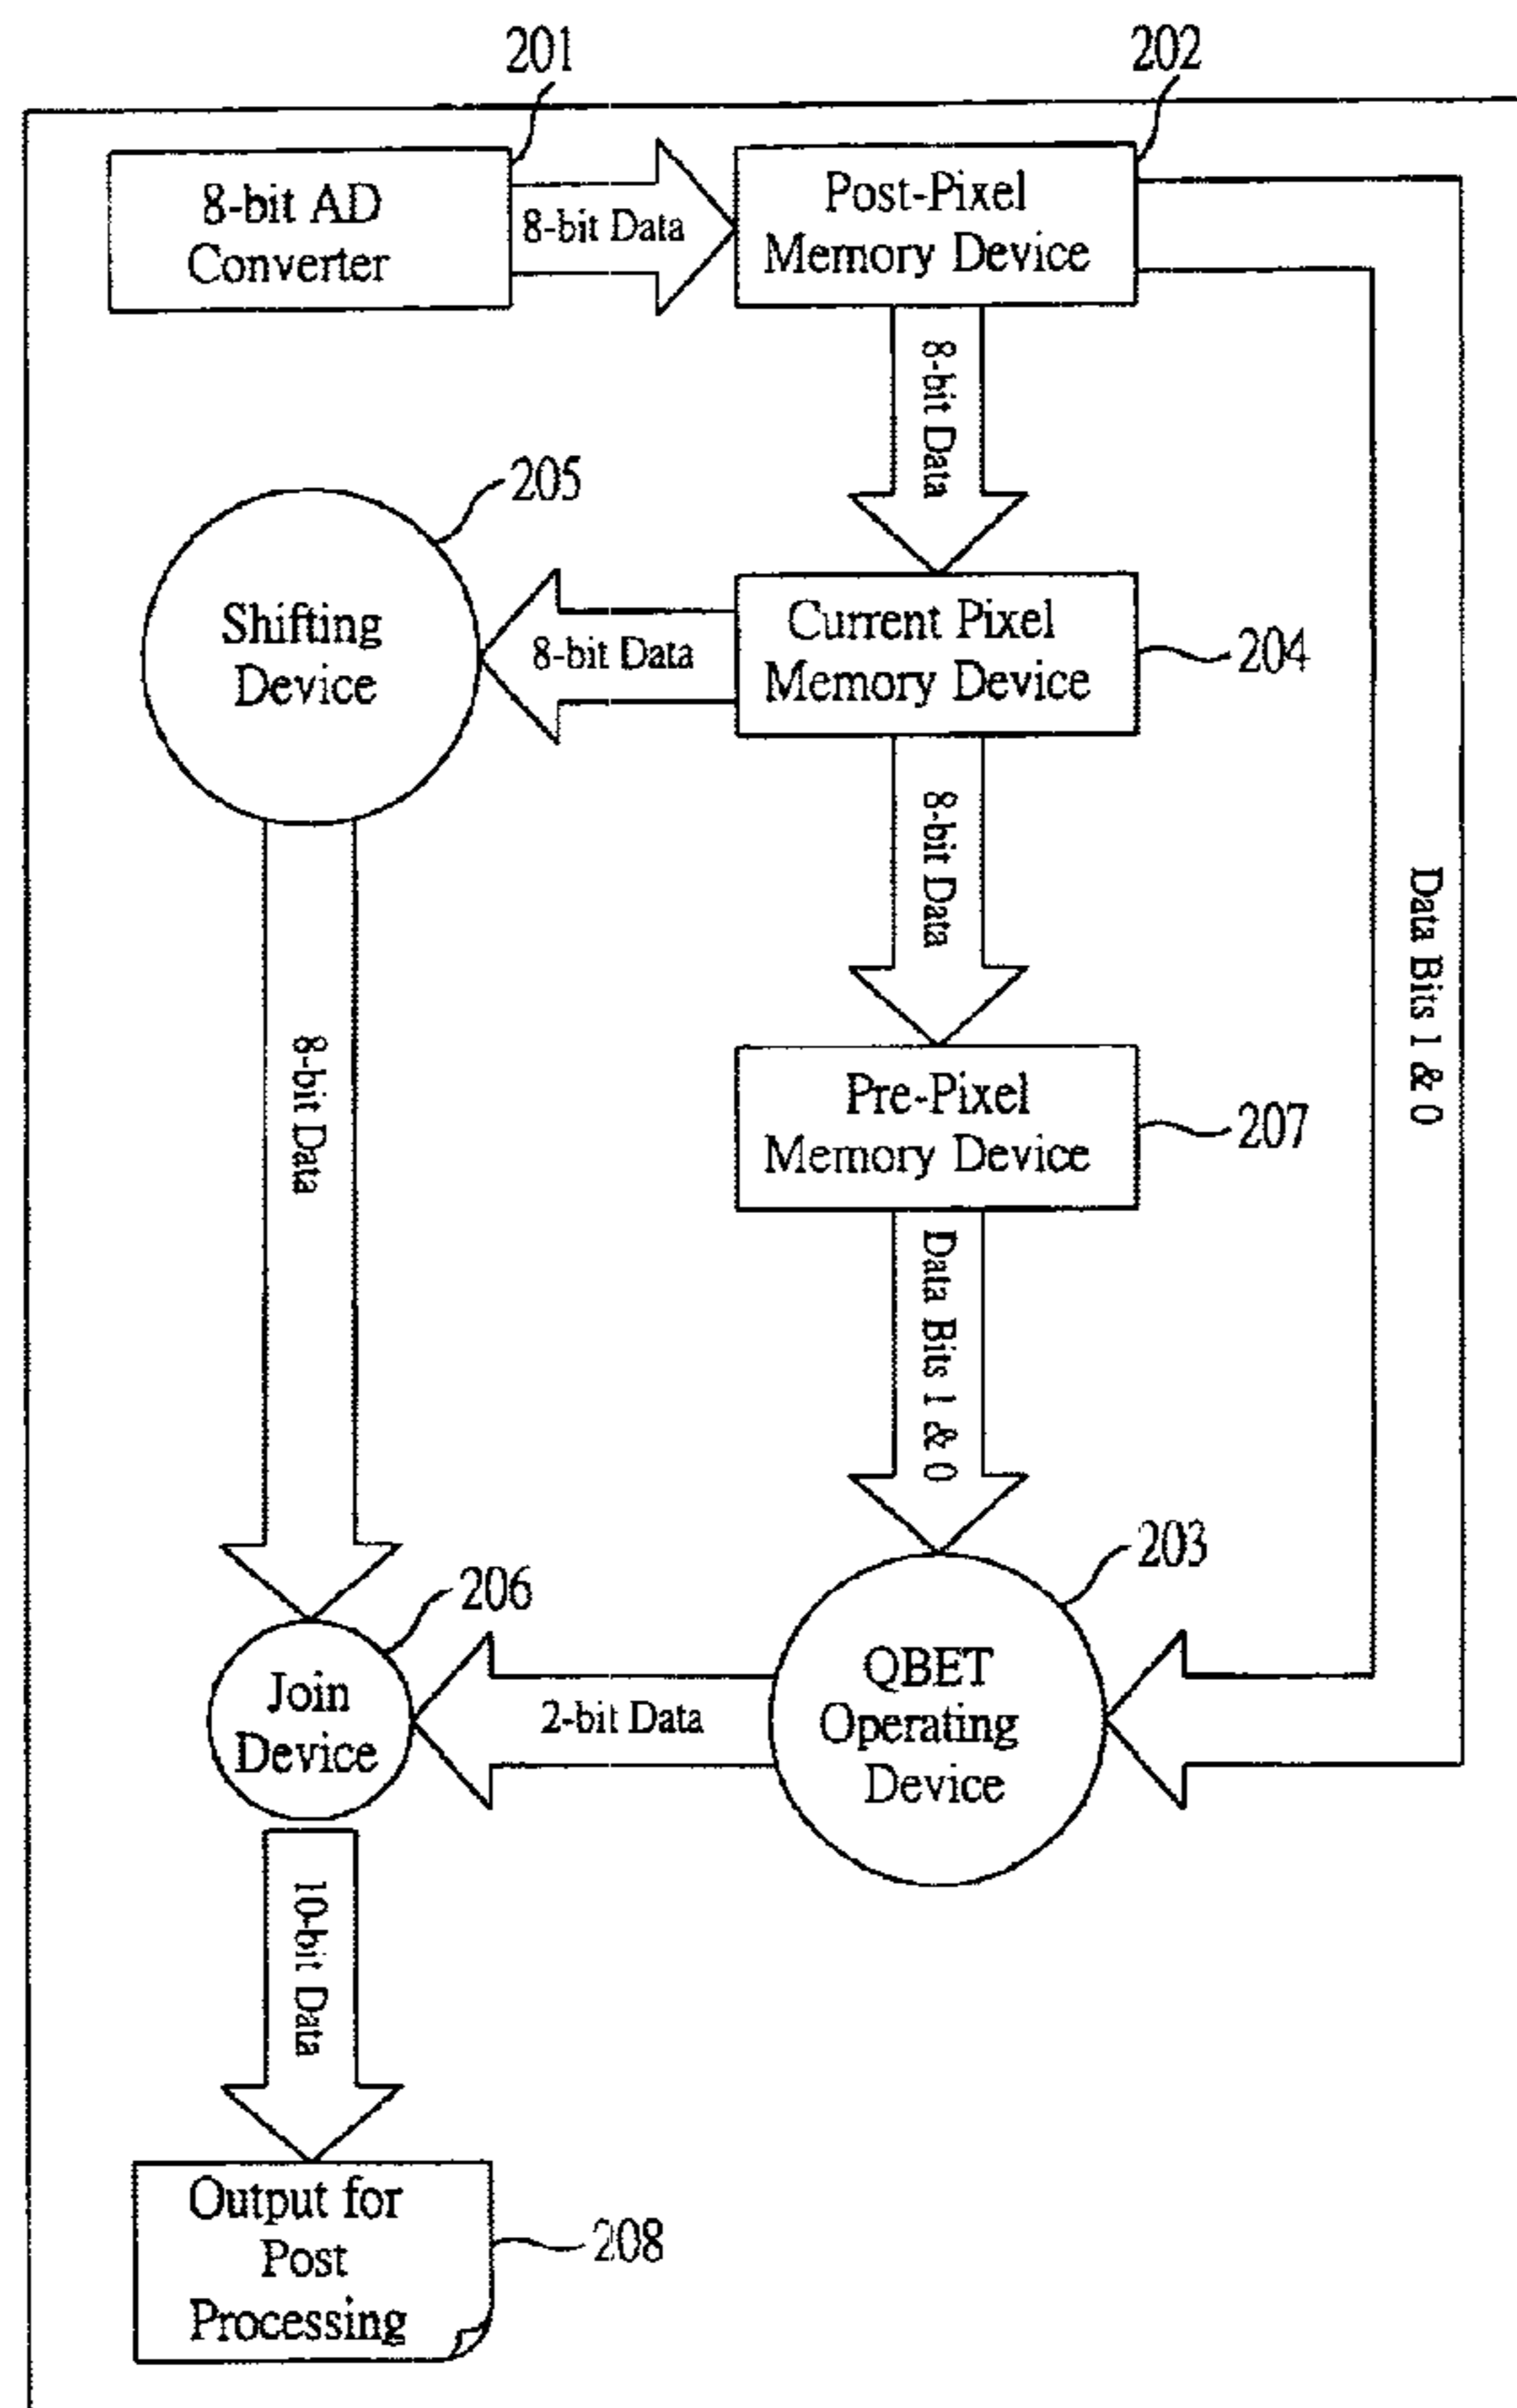 201
202
8-bit AD
Converter
8-bit Data
Post-Pixel
Memory Device
8-bit Data
205
Shifting
Device
8-bit Data
Current Pixel
Memory Device
204
8-bit Data
Data Bits 1 & 0
8-bit Data
Pre-Pixel
Memory Device
207
Data Bits 1 & 0
203
206
Join
Device
2-bit Data
QBET
Operating
Device
10-bit Data
Output for
Post
Processing
208